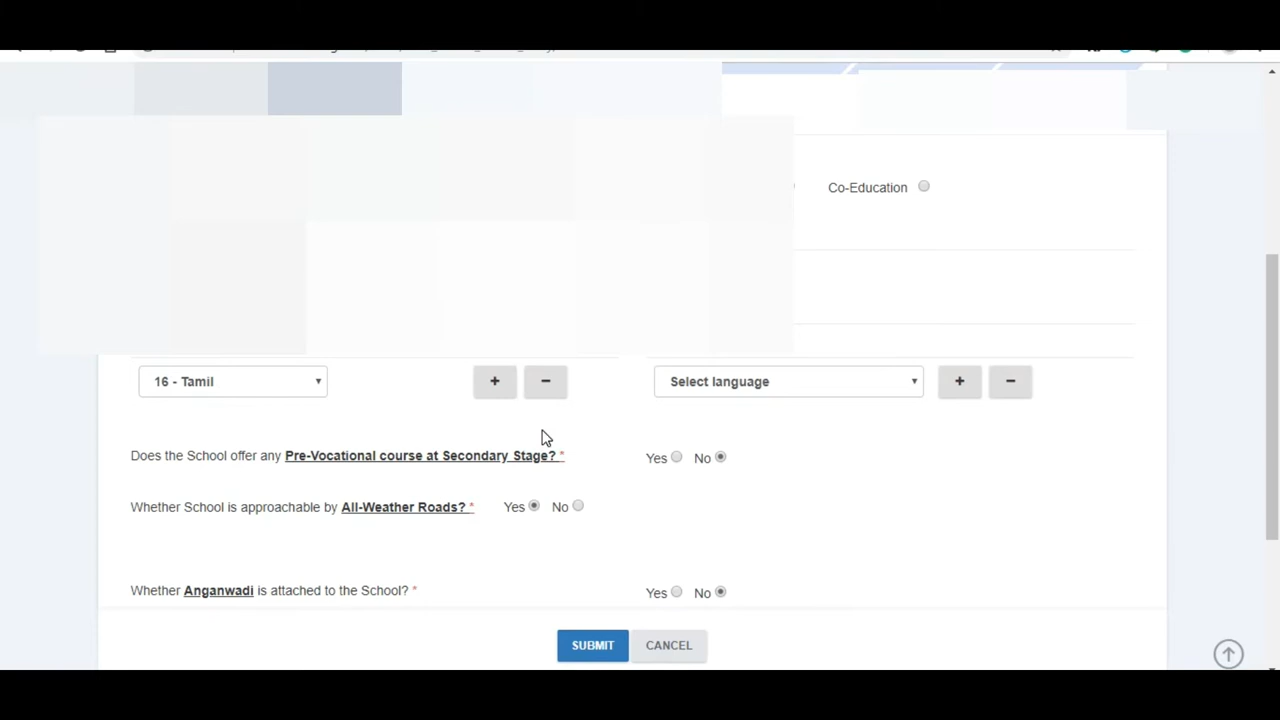 Co-Education
16 - Tamil + − Select language + −
Does the School offer any Pre-Vocational course at Secondary Stage? * Yes No
Whether School is approachable by All-Weather Roads? * Yes No
Whether Anganwadi is attached to the School? * Yes No
SUBMIT CANCEL